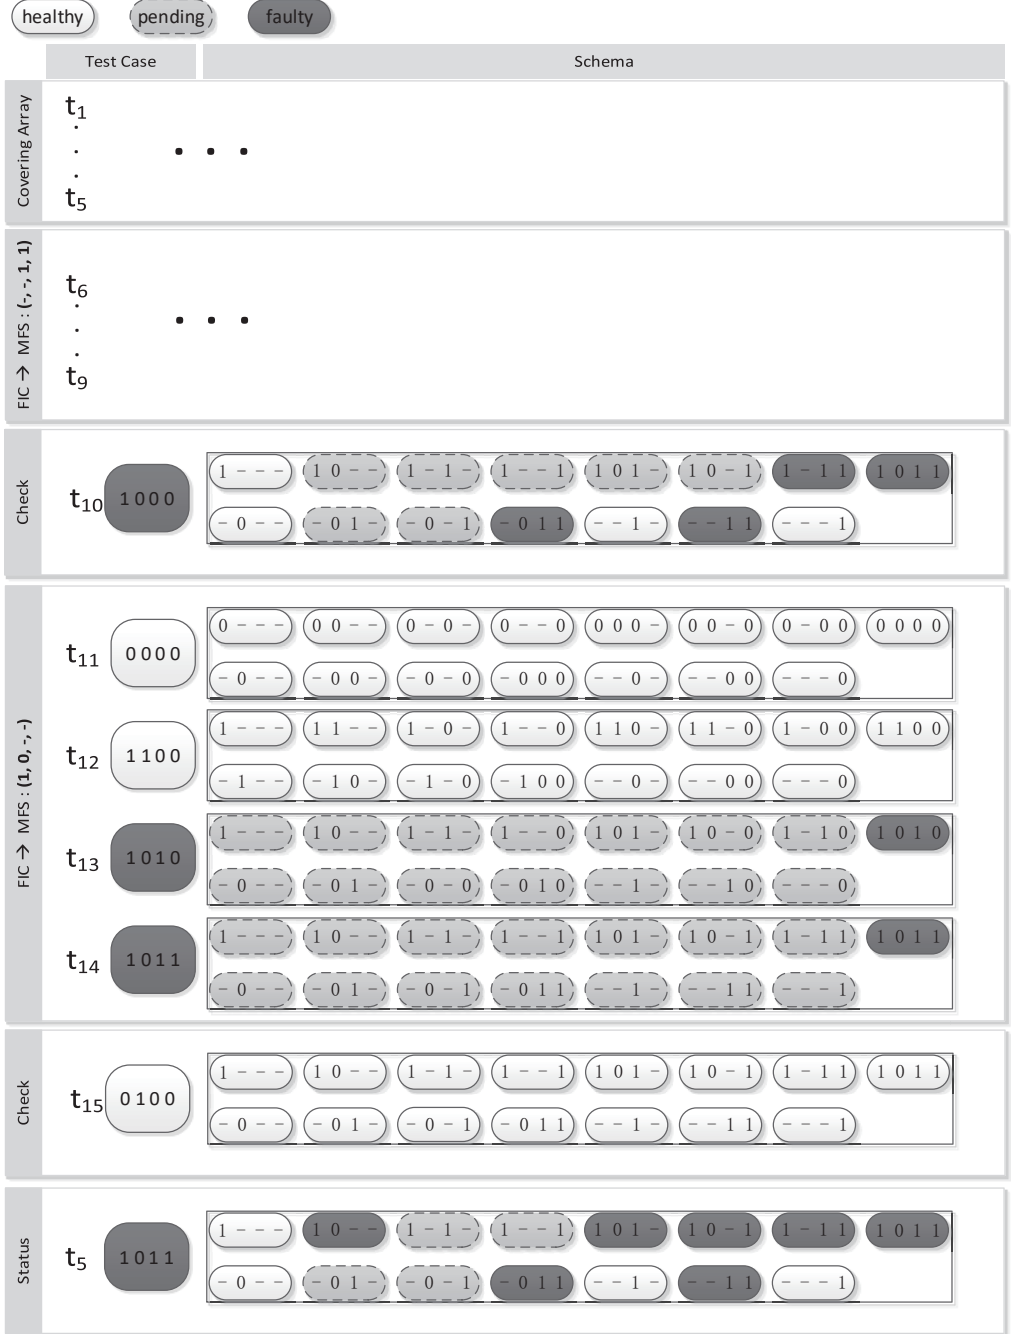 healthy pending faulty
Test Case Schema
Covering Array
t1
.
.
.
t5
. . .
FIC → MFS : (-, -, 1, 1)
t6
.
.
.
t9
. . .
Check
t10 1000
1 - - - 1 0 - - 1 - 1 - 1 - - 1 1 0 1 - 1 0 - 1 1 - 1 1 1 0 1 1
- 0 - - - 0 1 - - 0 - 1 - 0 1 1 - - 1 - - - 1 1 - - - 1
FIC → MFS : (1, 0, -, -)
t11 0000
0 - - - 0 0 - - 0 - 0 - 0 - - 0 0 0 0 - 0 0 - 0 0 - 0 0 0 0 0 0
- 0 - - - 0 0 - - 0 - 0 - 0 0 0 - - 0 - - - 0 0 - - - 0
t12 1100
1 - - - 1 1 - - 1 - 0 - 1 - - 0 1 1 0 - 1 1 - 0 1 - 0 0 1 1 0 0
- 1 - - - 1 0 - - 1 - 0 - 1 0 0 - - 0 - - - 0 0 - - - 0
t13 1010
1 - - - 1 0 - - 1 - 1 - 1 - - 0 1 0 1 - 1 0 - 0 1 - 1 0 1 0 1 0
- 0 - - - 0 1 - - 0 - 0 - 0 1 0 - - 1 - - - 1 0 - - - 0
t14 1011
1 - - - 1 0 - - 1 - 1 - 1 - - 1 1 0 1 - 1 0 - 1 1 - 1 1 1 0 1 1
- 0 - - - 0 1 - - 0 - 1 - 0 1 1 - - 1 - - - 1 1 - - - 1
Check
t15 0100
1 - - - 1 0 - - 1 - 1 - 1 - - 1 1 0 1 - 1 0 - 1 1 - 1 1 1 0 1 1
- 0 - - - 0 1 - - 0 - 1 - 0 1 1 - - 1 - - - 1 1 - - - 1
Status
t5 1011
1 - - - 1 0 - - 1 - 1 - 1 - - 1 1 0 1 - 1 0 - 1 1 - 1 1 1 0 1 1
- 0 - - - 0 1 - - 0 - 1 - 0 1 1 - - 1 - - - 1 1 - - - 1